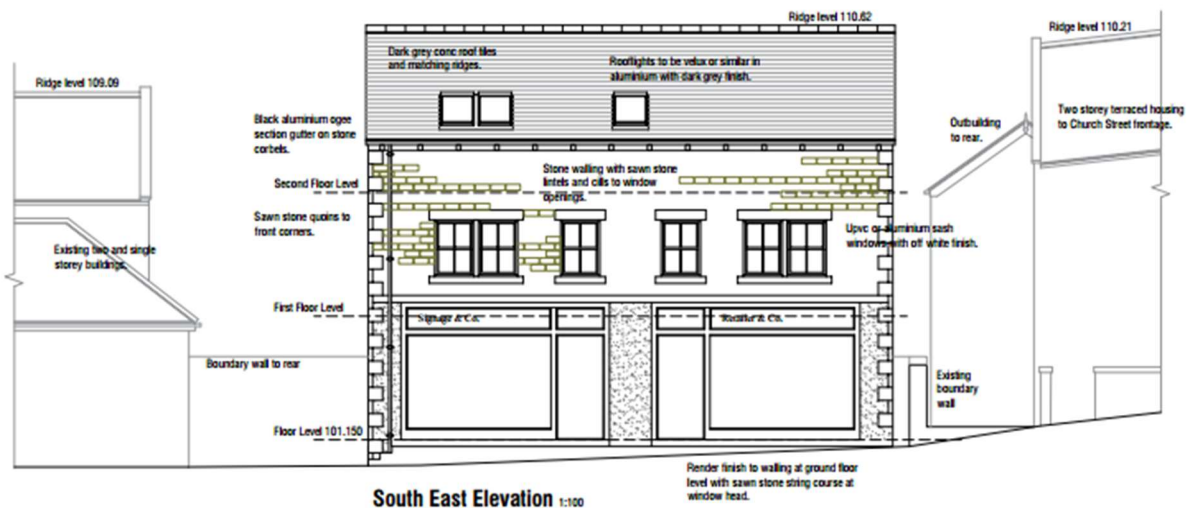 Ridge level 110.62
Ridge level 110.21
Ridge level 109.09
Dark grey conc roof tiles
and matching ridges.
Rooflights to be velux or similar in
aluminium with dark grey finish.
Black aluminium ogee
section gutter on stone
corbels.
Outbuilding
to rear.
Two storey terraced housing
to Church Street frontage.
Stone walling with sawn stone
lintels and cills to window
openings.
Second Floor Level
Sawn stone quoins to
front corners.
Upvc or aluminium sash
windows with off white finish.
Existing two and single
storey buildings.
First Floor Level
Signage & Co.
Retailer & Co.
Boundary wall to rear
Existing
boundary
wall
Floor Level 101.150
Render finish to walling at ground floor
level with sawn stone string course at
window head.
South East Elevation 1:100